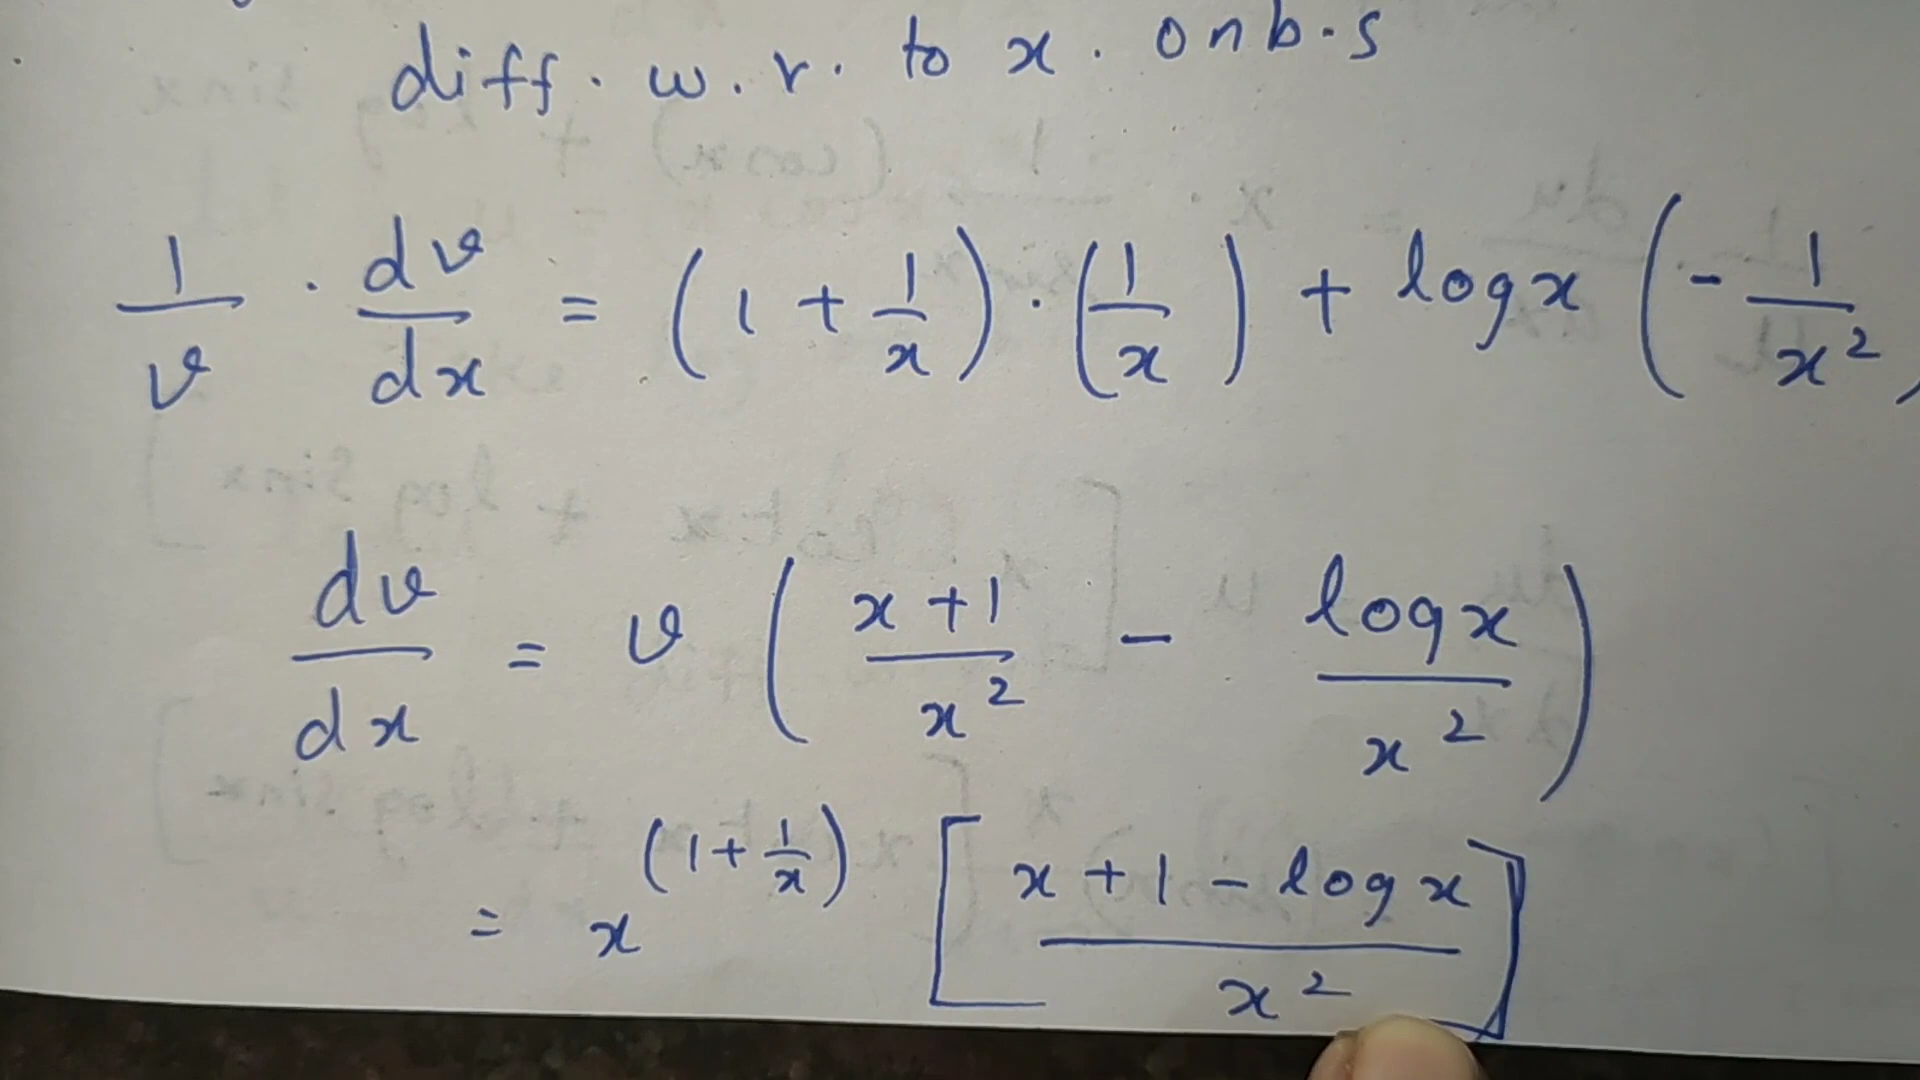 diff. w.r. to x. on b.s
1/v · dv/dx = (1 + 1/x) · (1/x) + log x (- 1/x²)
dv/dx = v ( x+1/x² - log x/x² )
= x^(1+1/x) [ x+1-log x / x² ]